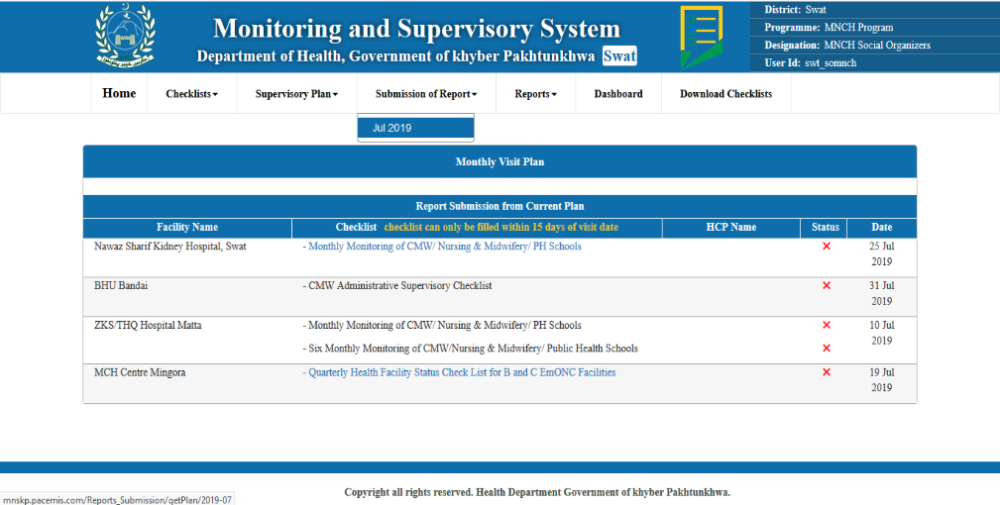 Monitoring and Supervisory System
Department of Health, Government of khyber Pakhtunkhwa Swat
District: Swat
Programme: MNCH Program
Designation: MNCH Social Organizers
User Id: swt_somnch
Home Checklists Supervisory Plan Submission of Report Reports Dashboard Download Checklists
Jul 2019
Monthly Visit Plan
Report Submission from Current Plan
Facility Name Checklist checklist can only be filled within 15 days of visit date HCP Name Status Date
Nawaz Sharif Kidney Hospital, Swat - Monthly Monitoring of CMW/ Nursing & Midwifery/ PH Schools 25 Jul
2019
BHU Bandai - CMW Administrative Supervisory Checklist 31 Jul
2019
ZKS/THQ Hospital Matta - Monthly Monitoring of CMW/ Nursing & Midwifery/ PH Schools 10 Jul
2019
- Six Monthly Monitoring of CMW/Nursing & Midwifery/ Public Health Schools
MCH Centre Mingora - Quarterly Health Facility Status Check List for B and C EmONC Facilities 19 Jul
2019
Copyright all rights reserved. Health Department Government of khyber Pakhtunkhwa.
mnskp.pacemis.com/Reports_Submission/getPlan/2019-07